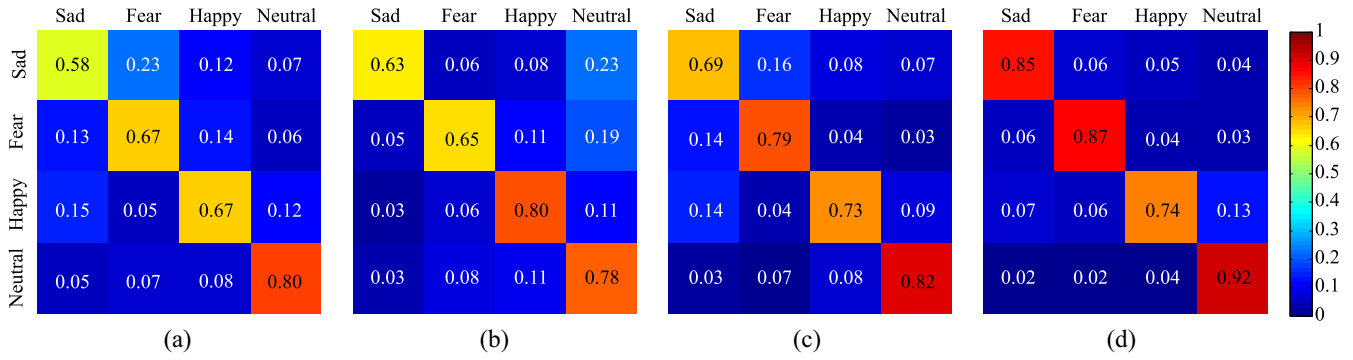 Sad Fear Happy Neutral Sad Fear Happy Neutral Sad Fear Happy Neutral Sad Fear Happy Neutral
1
Sad 0.58 0.23 0.12 0.07 0.63 0.06 0.08 0.23 0.69 0.16 0.08 0.07 0.85 0.06 0.05 0.04
0.9
0.8
0.7
Fear 0.13 0.67 0.14 0.06 0.05 0.65 0.11 0.19 0.14 0.79 0.04 0.03 0.06 0.87 0.04 0.03
0.6
0.5
0.4
Happy 0.15 0.05 0.67 0.12 0.03 0.06 0.80 0.11 0.14 0.04 0.73 0.09 0.07 0.06 0.74 0.13
0.3
0.2
Neutral 0.05 0.07 0.08 0.80 0.03 0.08 0.11 0.78 0.03 0.07 0.08 0.82 0.02 0.02 0.04 0.92
0.1
0
(a) (b) (c) (d)